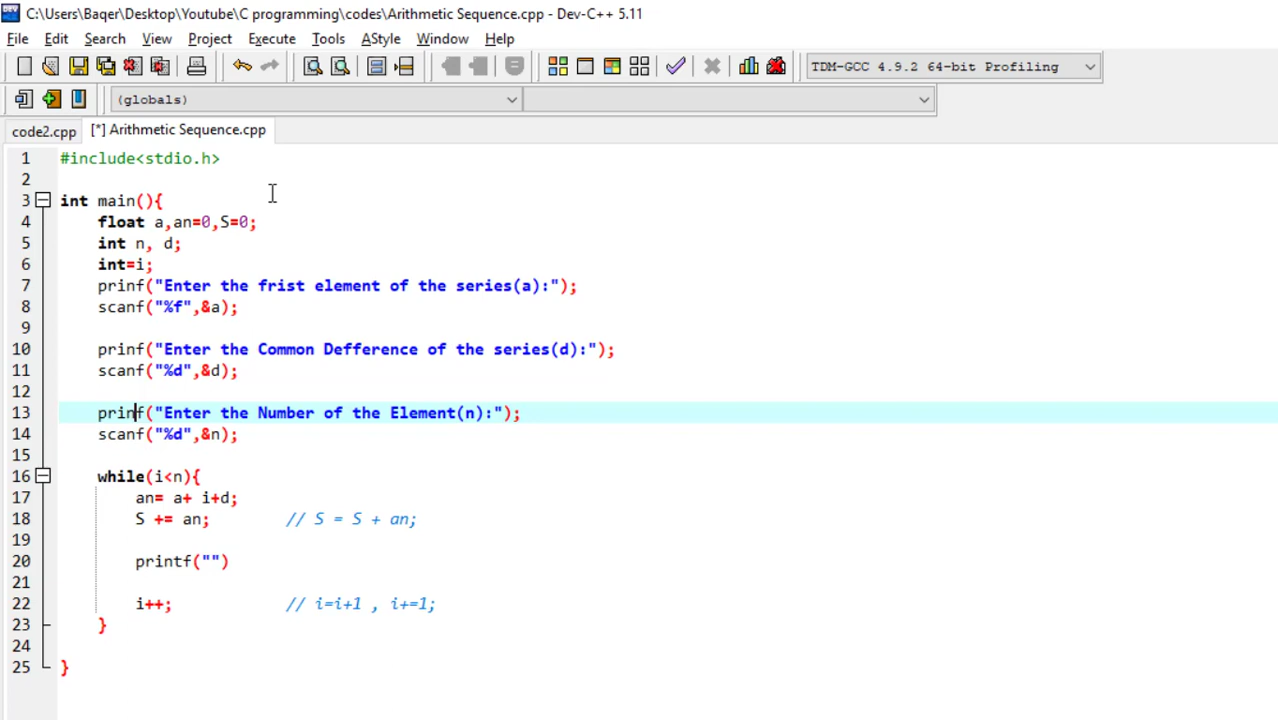 C:\Users\Baqer\Desktop\Youtube\C programming\codes\Arithmetic Sequence.cpp - Dev-C++ 5.11
File Edit Search View Project Execute Tools AStyle Window Help
TDM-GCC 4.9.2 64-bit Profiling
(globals)
code2.cpp [*] Arithmetic Sequence.cpp
1 #include<stdio.h>
2
3 int main(){
4 float a,an=0,S=0;
5 int n, d;
6 int=i;
7 prinf("Enter the frist element of the series(a):");
8 scanf("%f",&a);
9
10 prinf("Enter the Common Defference of the series(d):");
11 scanf("%d",&d);
12
13 prinf("Enter the Number of the Element(n):");
14 scanf("%d",&n);
15
16 while(i<n){
17 an= a+ i+d;
18 S += an; // S = S + an;
19
20 printf("")
21
22 i++; // i=i+1 , i+=1;
23 }
24
25 }